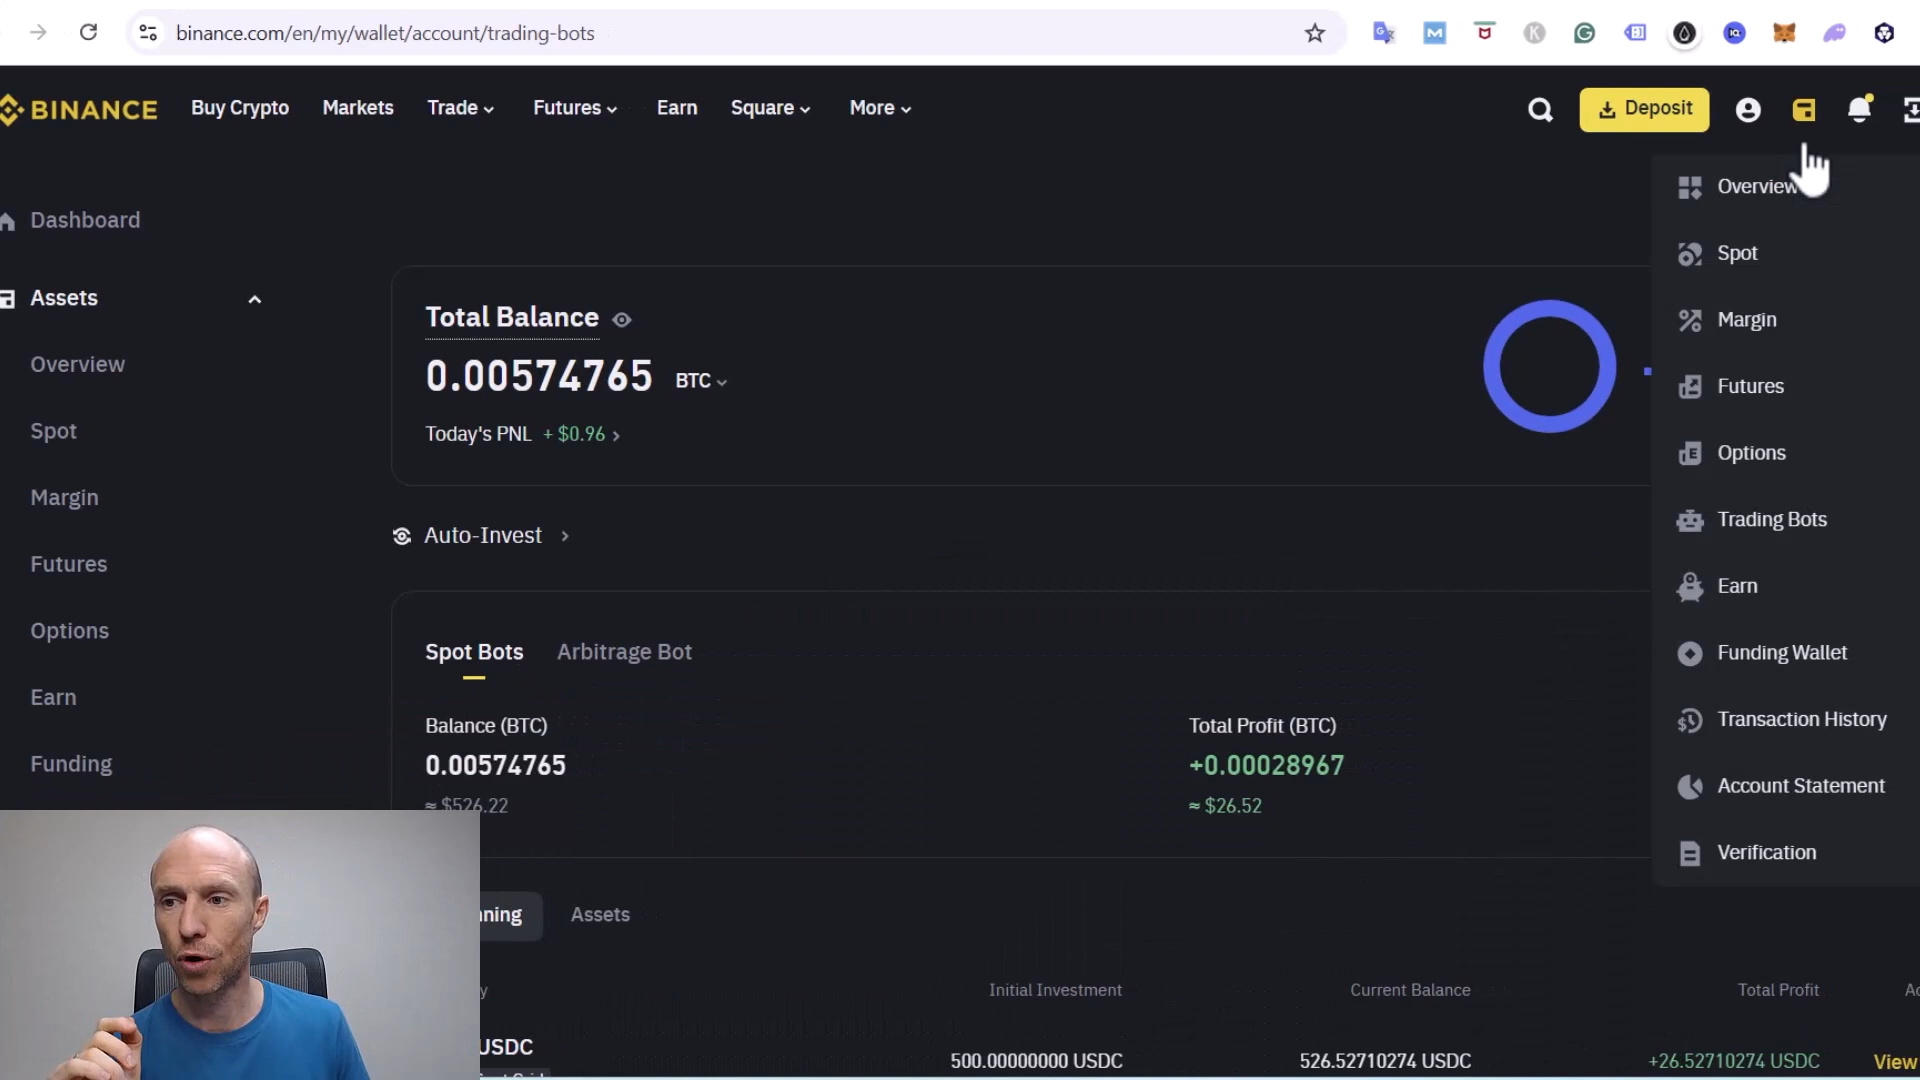 binance.com/en/my/wallet/account/trading-bots
BINANCE Buy Crypto Markets Trade Futures Earn Square More Deposit
Dashboard
Assets
Overview
Spot
Margin
Futures
Options
Earn
Funding
Total Balance
0.00574765 BTC
Today's PNL + $0.96
Auto-Invest
Spot Bots Arbitrage Bot
Balance (BTC) Total Profit (BTC)
0.00574765 +0.00028967
≈ $526.22 ≈ $26.52
nning Assets
y Initial Investment Current Balance Total Profit Ac
USDC
500.00000000 USDC 526.52710274 USDC +26.52710274 USDC View
Overview
Spot
Margin
Futures
Options
Trading Bots
Earn
Funding Wallet
Transaction History
Account Statement
Verification